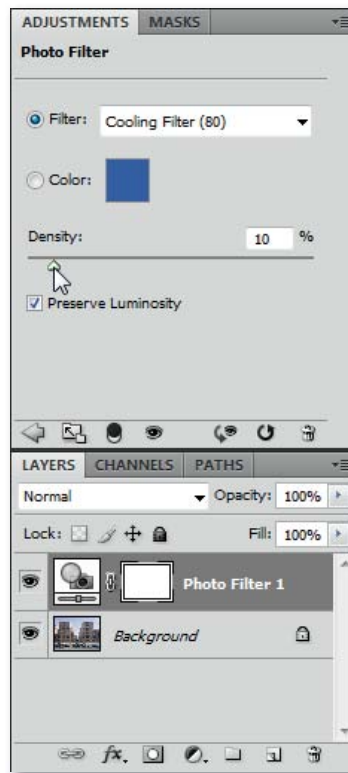 ADJUSTMENTS MASKS
Photo Filter
Filter: Cooling Filter (80)
Color:
Density: 10 %
Preserve Luminosity
LAYERS CHANNELS PATHS
Normal Opacity: 100%
Lock: Fill: 100%
Photo Filter 1
Background
fx.